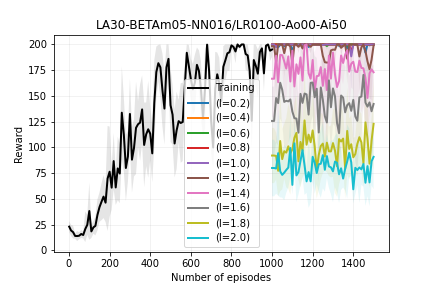 LA30-BETAm05-NN016/LR0100-Ao00-Ai50
200
175
150
125
100
75
50
25
0
Reward
Training
(l=0.2)
(l=0.4)
(l=0.6)
(l=0.8)
(l=1.0)
(l=1.2)
(l=1.4)
(l=1.6)
(l=1.8)
(l=2.0)
0 200 400 600 800 1000 1200 1400
Number of episodes